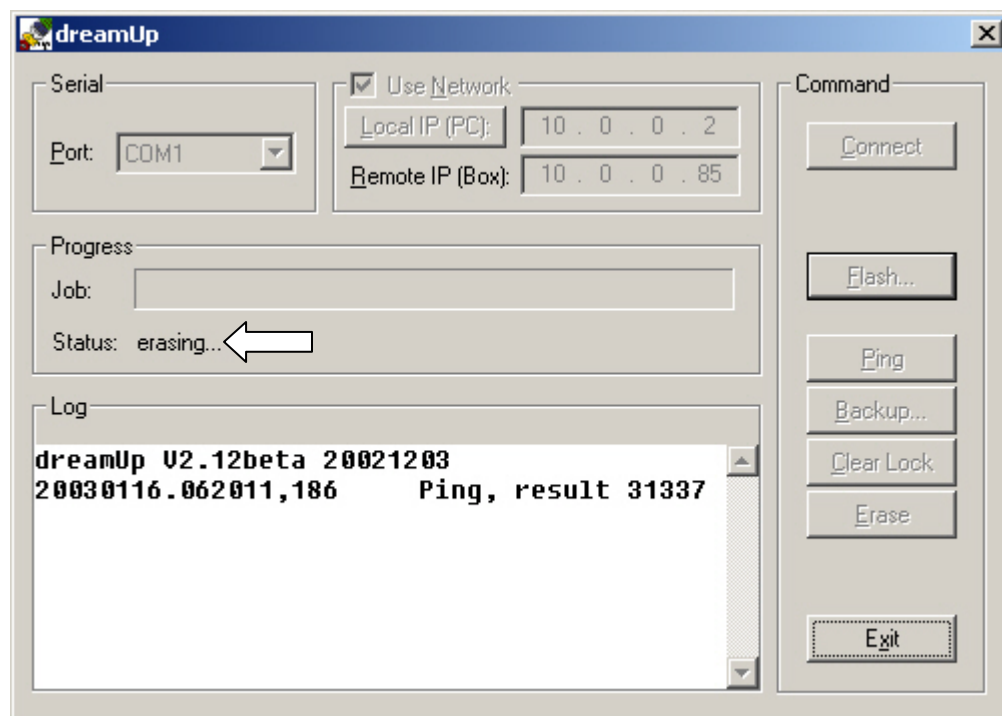 dreamUp
Serial
Port: COM1
Use Network
Local IP (PC): 10 . 0 . 0 . 2
Remote IP (Box): 10 . 0 . 0 . 85
Progress
Job:
Status: erasing...
Log
dreamUp V2.12beta 20021203
20030116.062011,186 Ping, result 31337
Command
Connect
Flash...
Ping
Backup...
Clear Lock
Erase
Exit